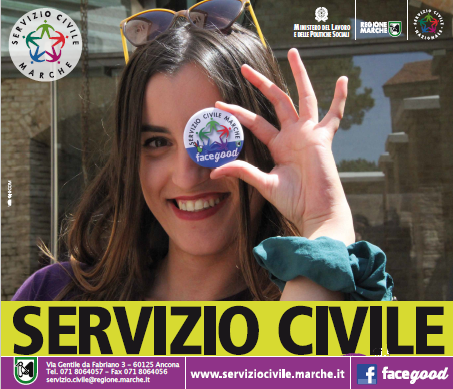 SERVIZIO CIVILE
MARCHE
MINISTERO DEL LAVORO
E DELLE POLITICHE SOCIALI
REGIONE
MARCHE
SERVIZIO CIVILE MARCHE
facegood
SERVIZIO CIVILE
Via Gentile da Fabriano 3 – 60125 Ancona
Tel. 071 8064057 – Fax 071 8064056
servizio.civile@regione.marche.it
www.serviziocivile.marche.it
f facegood